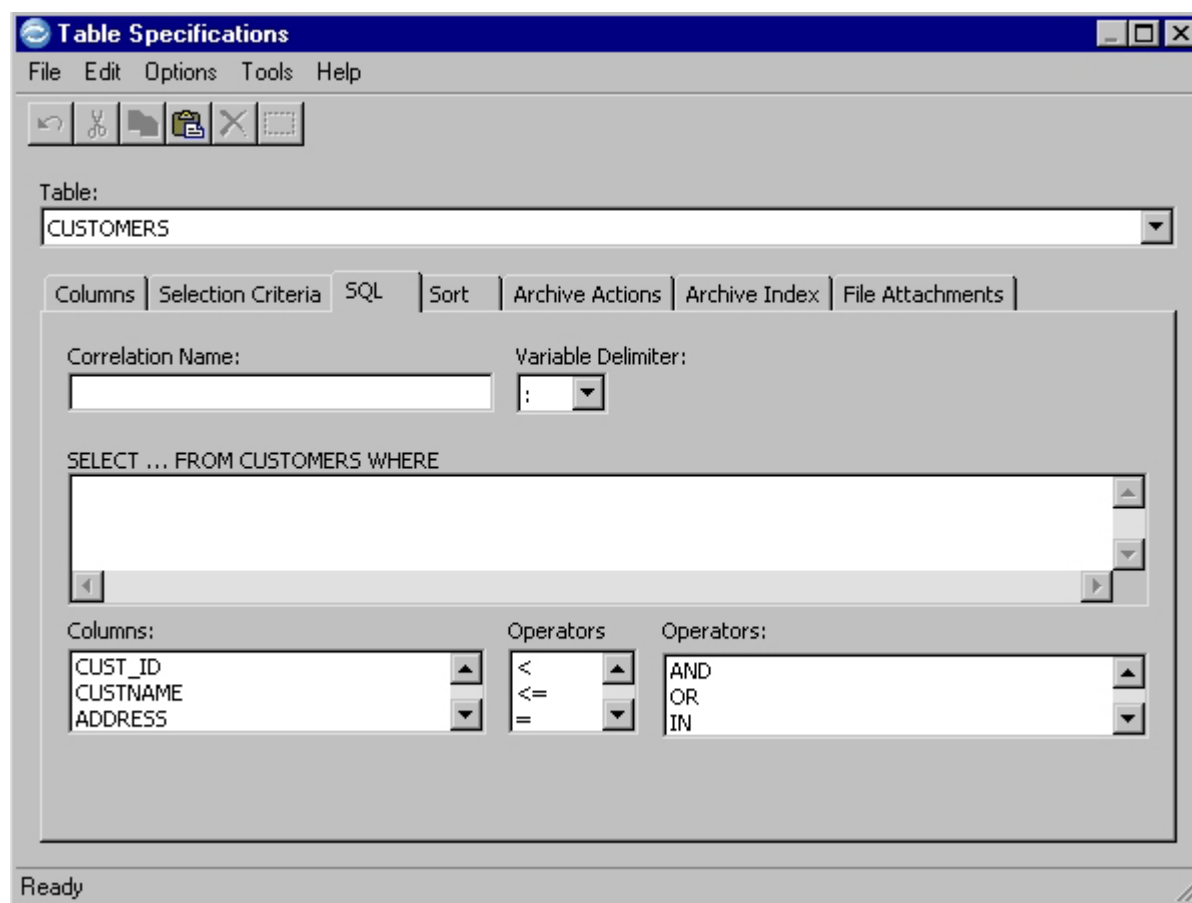 Table Specifications
File Edit Options Tools Help
Table:
CUSTOMERS
Columns Selection Criteria SQL Sort Archive Actions Archive Index File Attachments
Correlation Name: Variable Delimiter:
:
SELECT ... FROM CUSTOMERS WHERE
Columns: Operators Operators:
CUST_ID < AND
CUSTNAME <= OR
ADDRESS = IN
Ready